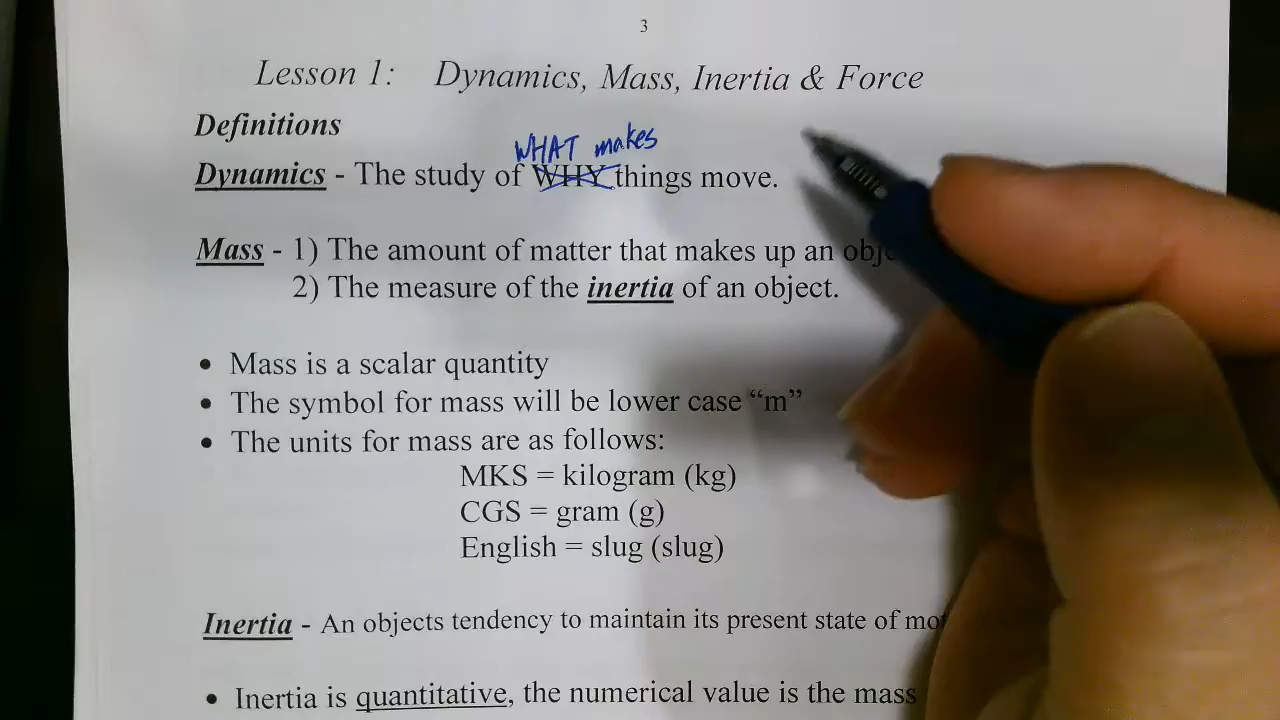 3
Lesson 1: Dynamics, Mass, Inertia & Force
Definitions
WHAT makes
Dynamics - The study of WHY things move.
Mass - 1) The amount of matter that makes up an
2) The measure of the inertia of an object.
• Mass is a scalar quantity
• The symbol for mass will be lower case “m”
• The units for mass are as follows:
MKS = kilogram (kg)
CGS = gram (g)
English = slug (slug)
Inertia - An objects tendency to maintain its present state of
• Inertia is quantitative, the numerical value is the mass